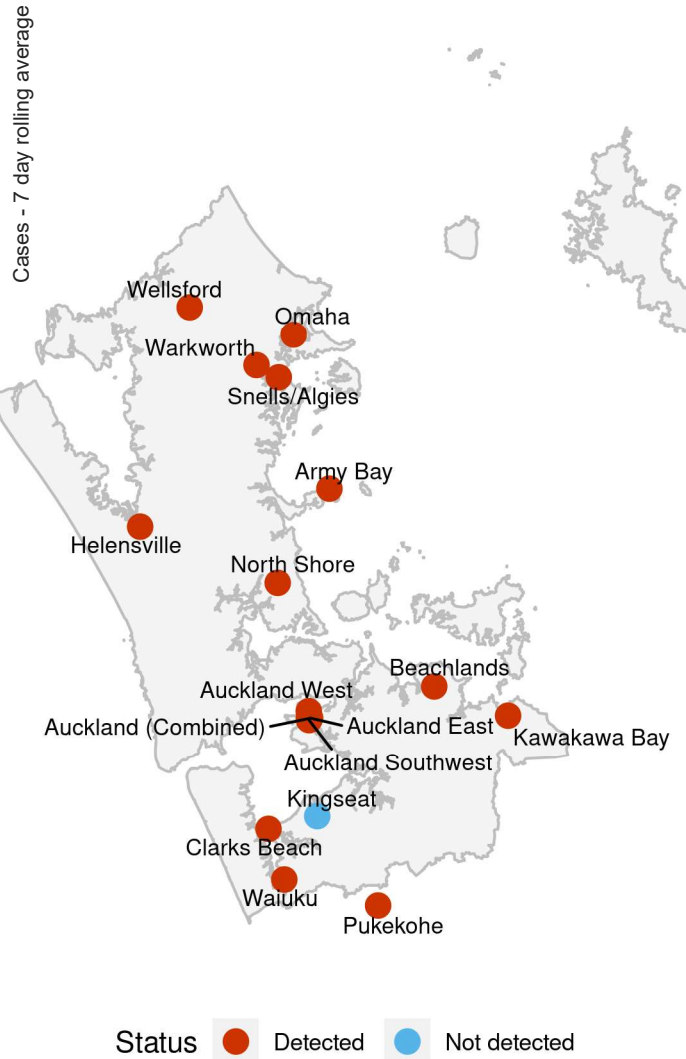 Cases - 7 day rolling average
Wellsford
Omaha
Warkworth
Snells/Algies
Army Bay
Helensville
North Shore
Beachlands
Auckland West
Auckland (Combined)
Auckland East
Kawakawa Bay
Auckland Southwest
Kingseat
Clarks Beach
Waiuku
Pukekohe
Status Detected Not detected